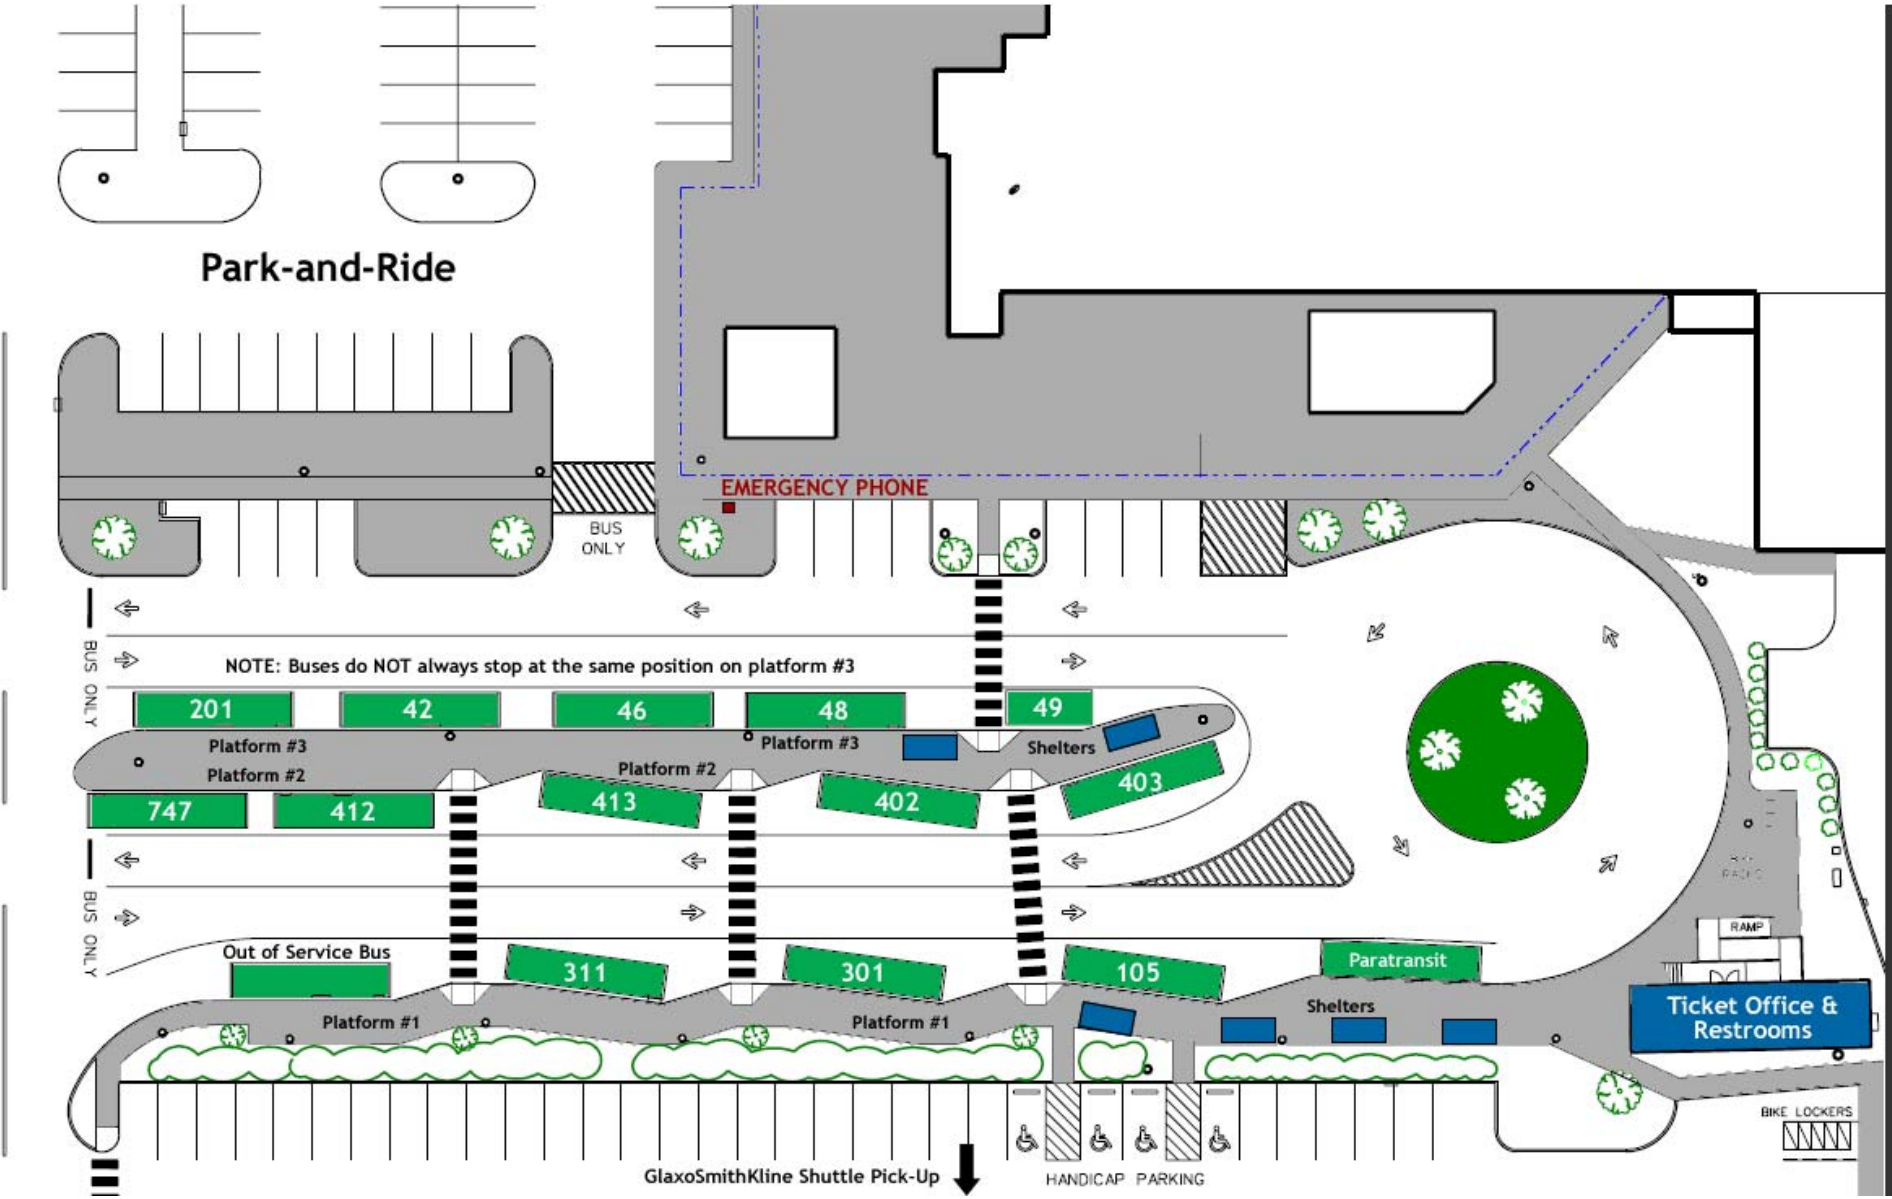 Park-and-Ride
EMERGENCY PHONE
BUS
ONLY
BUS ONLY
NOTE: Buses do NOT always stop at the same position on platform #3
201
42
46
48
49
Platform #3
Platform #3
Shelters
Platform #2
Platform #2
403
747
412
413
402
BUS ONLY
RAMP
Out of Service Bus
311
301
105
Paratransit
Platform #1
Platform #1
Shelters
Ticket Office &
Restrooms
BIKE LOCKERS
GlaxoSmithKline Shuttle Pick-Up
HANDICAP PARKING